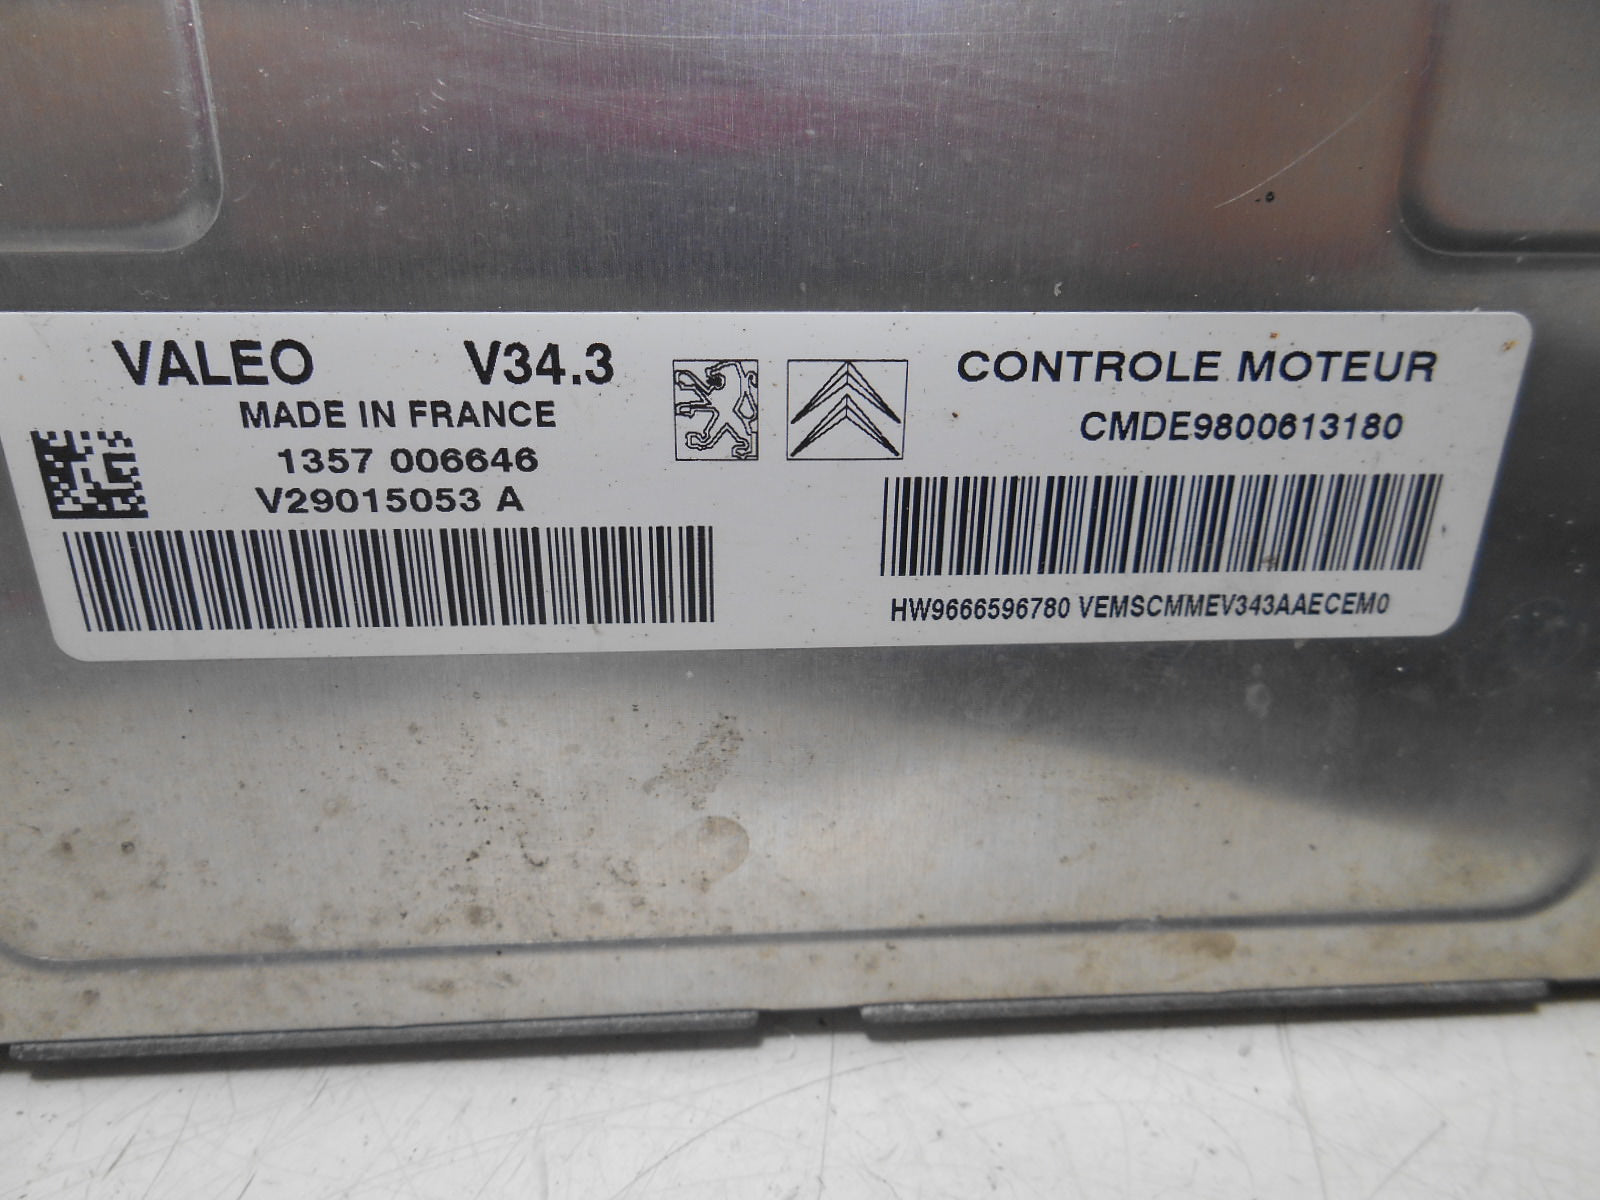 VALEO V34.3
MADE IN FRANCE
1357 006646
V29015053 A
CONTROLE MOTEUR
CMDE9800613180
HW9666596780 VEMSCMMEV343AAECEM0